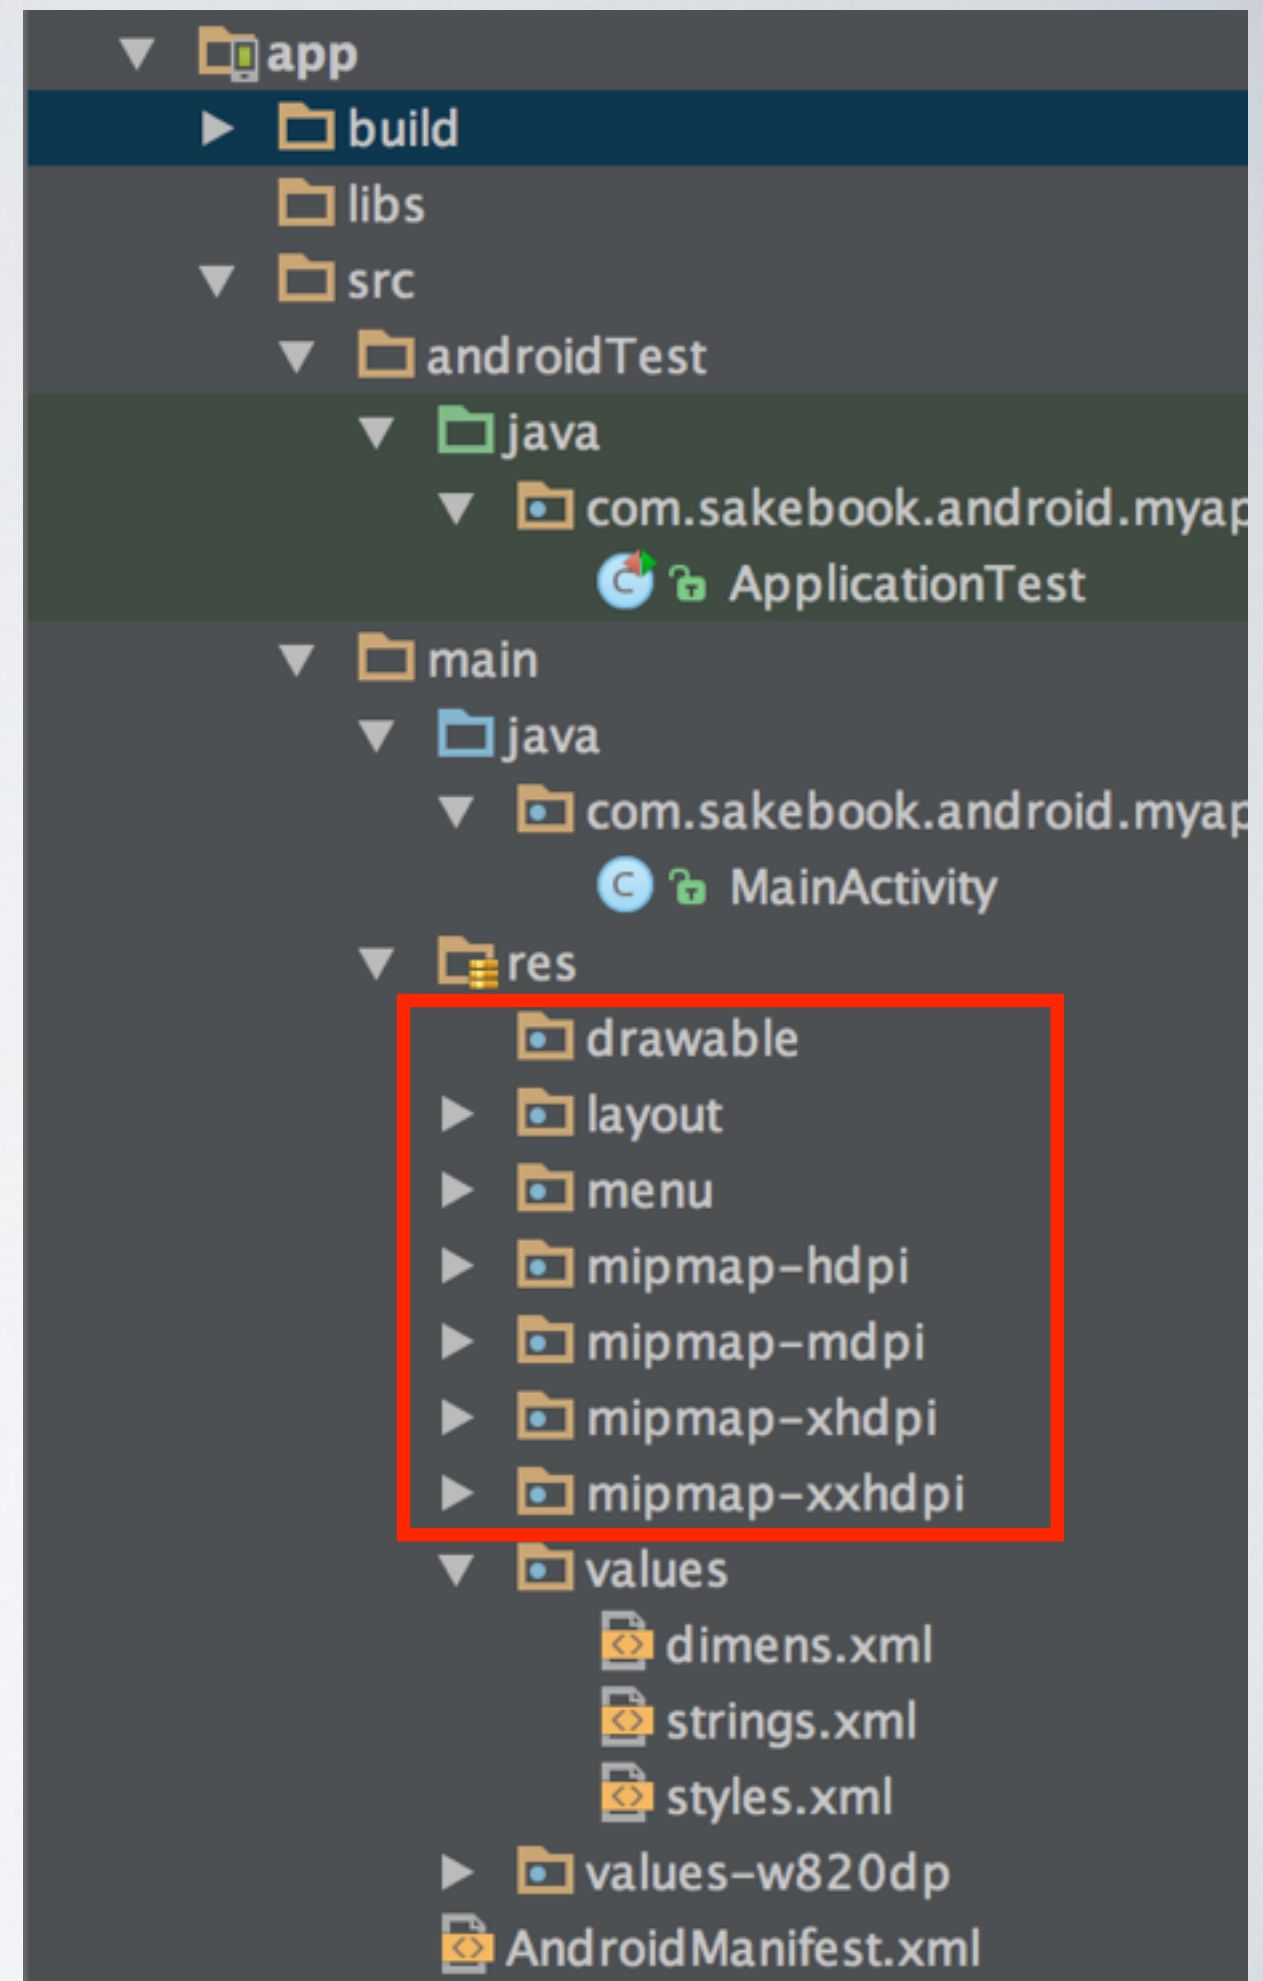 app
build
libs
src
androidTest
java
com.sakebook.android.myap
ApplicationTest
main
java
com.sakebook.android.myap
MainActivity
res
drawable
layout
menu
mipmap-hdpi
mipmap-mdpi
mipmap-xhdpi
mipmap-xxhdpi
values
dimens.xml
strings.xml
styles.xml
values-w820dp
AndroidManifest.xml